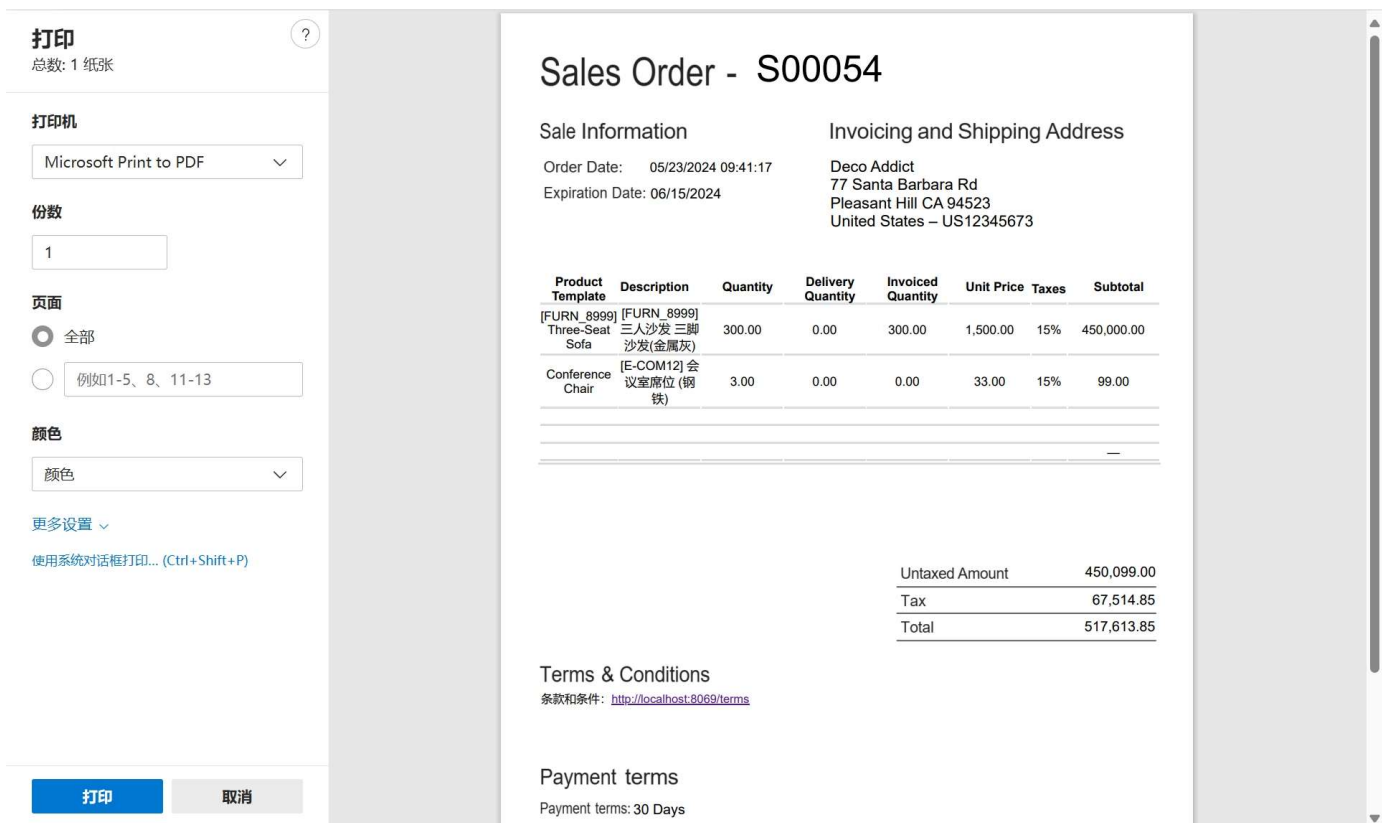 打印
?
总数: 1 纸张
打印机
Microsoft Print to PDF
份数
1
页面
全部
例如1-5、8、11-13
颜色
颜色
更多设置
使用系统对话框打印... (Ctrl+Shift+P)
打印 取消
Sales Order - S00054
Sale Information
Order Date: 05/23/2024 09:41:17
Expiration Date: 06/15/2024
Invoicing and Shipping Address
Deco Addict
77 Santa Barbara Rd
Pleasant Hill CA 94523
United States – US12345673
Product Template Description Quantity Delivery Quantity Invoiced Quantity Unit Price Taxes Subtotal
[FURN_8999] Three-Seat Sofa [FURN_8999] 三人沙发 三脚沙发(金属灰) 300.00 0.00 300.00 1,500.00 15% 450,000.00
Conference Chair [E-COM12] 会议室席位 (钢铁) 3.00 0.00 0.00 33.00 15% 99.00
—
Untaxed Amount 450,099.00
Tax 67,514.85
Total 517,613.85
Terms & Conditions
条款和条件： http://localhost:8069/terms
Payment terms
Payment terms: 30 Days